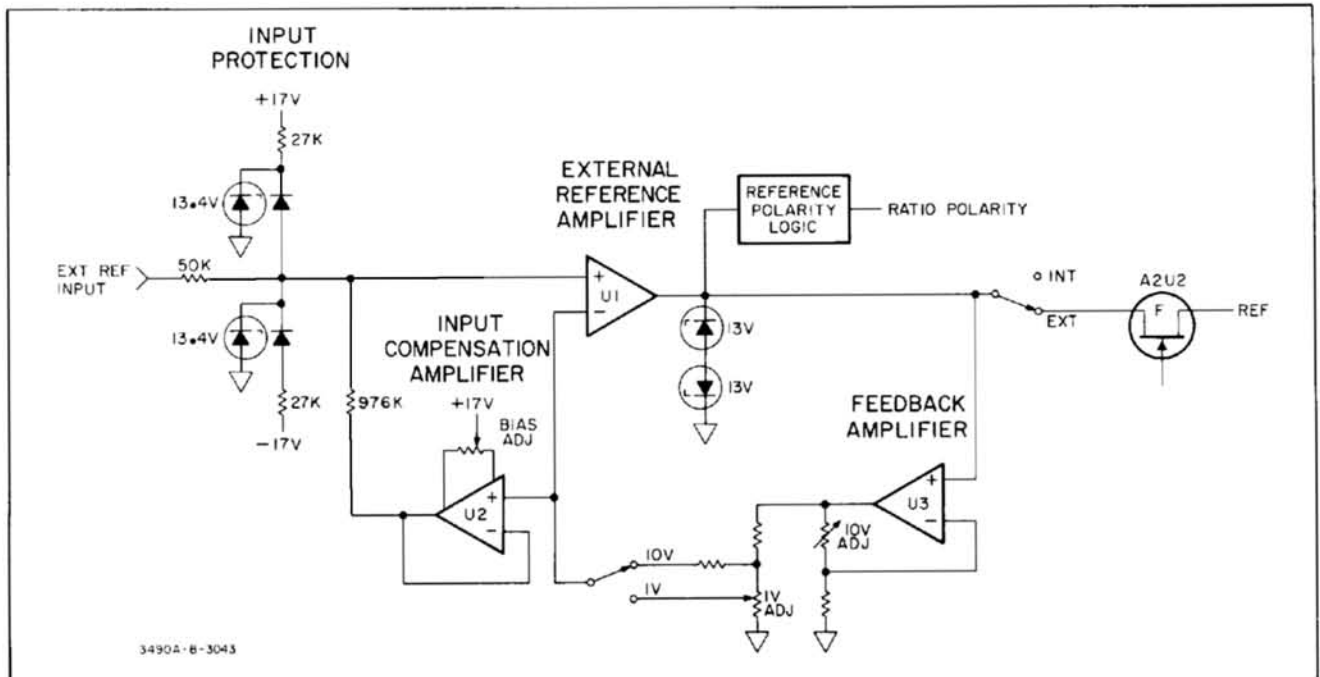 INPUT
PROTECTION
+17V
27K
13.4V
EXT REF
INPUT
50K
13.4V
27K
-17V
976K
INPUT
COMPENSATION
AMPLIFIER
+17V
BIAS
ADJ
+
U2
-
EXTERNAL
REFERENCE
AMPLIFIER
+
U1
-
REFERENCE
POLARITY
LOGIC
RATIO POLARITY
13V
13V
INT
EXT
A2U2
F
REF
FEEDBACK
AMPLIFIER
+
U3
-
10V
ADJ
10V
1V
1V
ADJ
3490A-B-3043